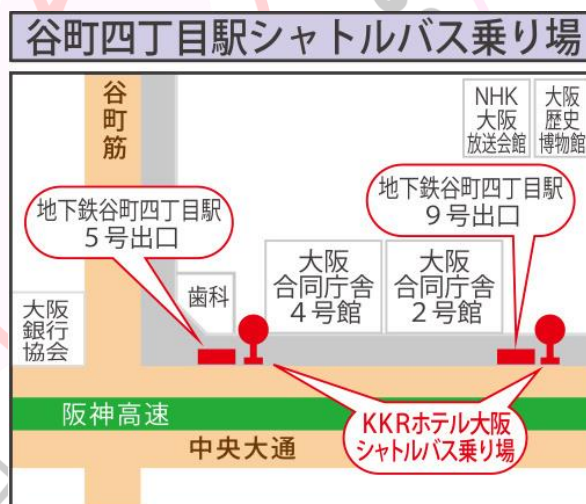 谷町四丁目駅シャトルバス乗り場
谷町筋
NHK
大阪
放送会館
大阪
歴史
博物館
地下鉄谷町四丁目駅
5号出口
地下鉄谷町四丁目駅
9号出口
大阪
銀行
協会
歯科
大阪
合同庁舎
4号館
大阪
合同庁舎
2号館
阪神高速
KKRホテル大阪
シャトルバス乗り場
中央大通